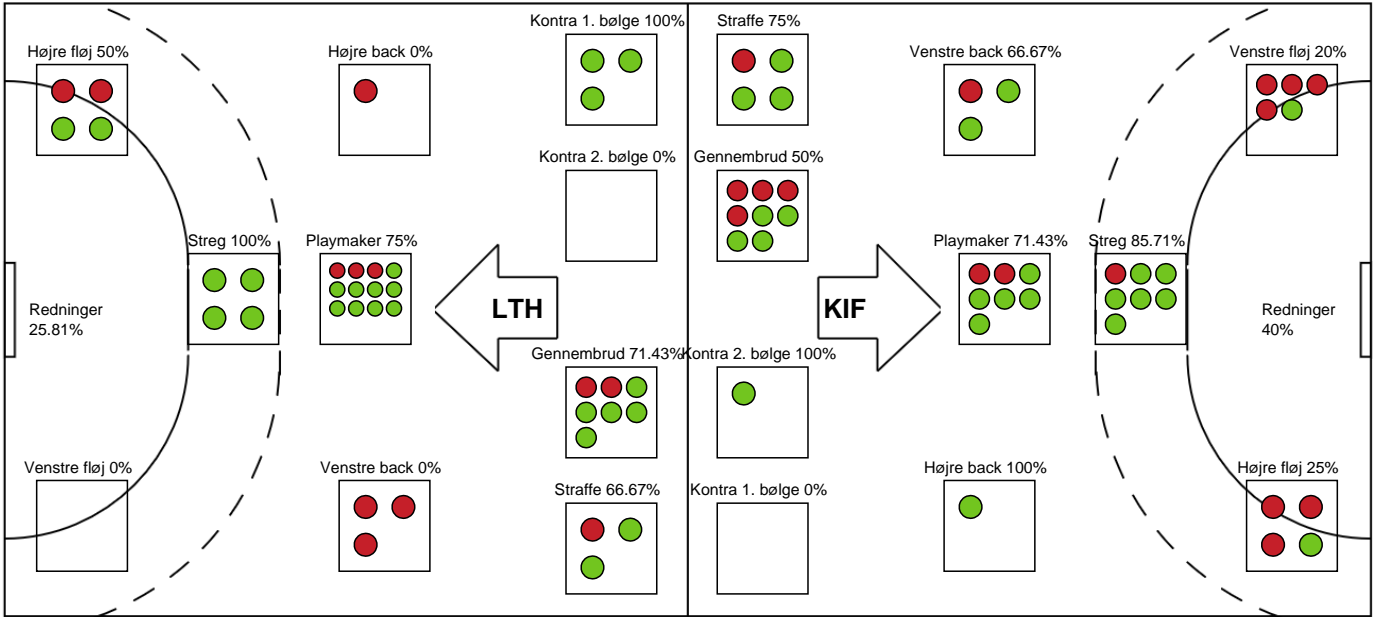 Kontra 1. bølge 100%
Straffe 75%
Højre fløj 50%
Højre back 0%
Venstre back 66.67%
Venstre fløj 20%
Kontra 2. bølge 0%
Gennembrud 50%
Streg 100%
Playmaker 75%
Playmaker 71.43%
Streg 85.71%
Redninger
25.81%
LTH
KIF
Redninger
40%
Gennembrud 71.43%
Kontra 2. bølge 100%
Venstre fløj 0%
Venstre back 0%
Straffe 66.67%
Kontra 1. bølge 0%
Højre back 100%
Højre fløj 25%